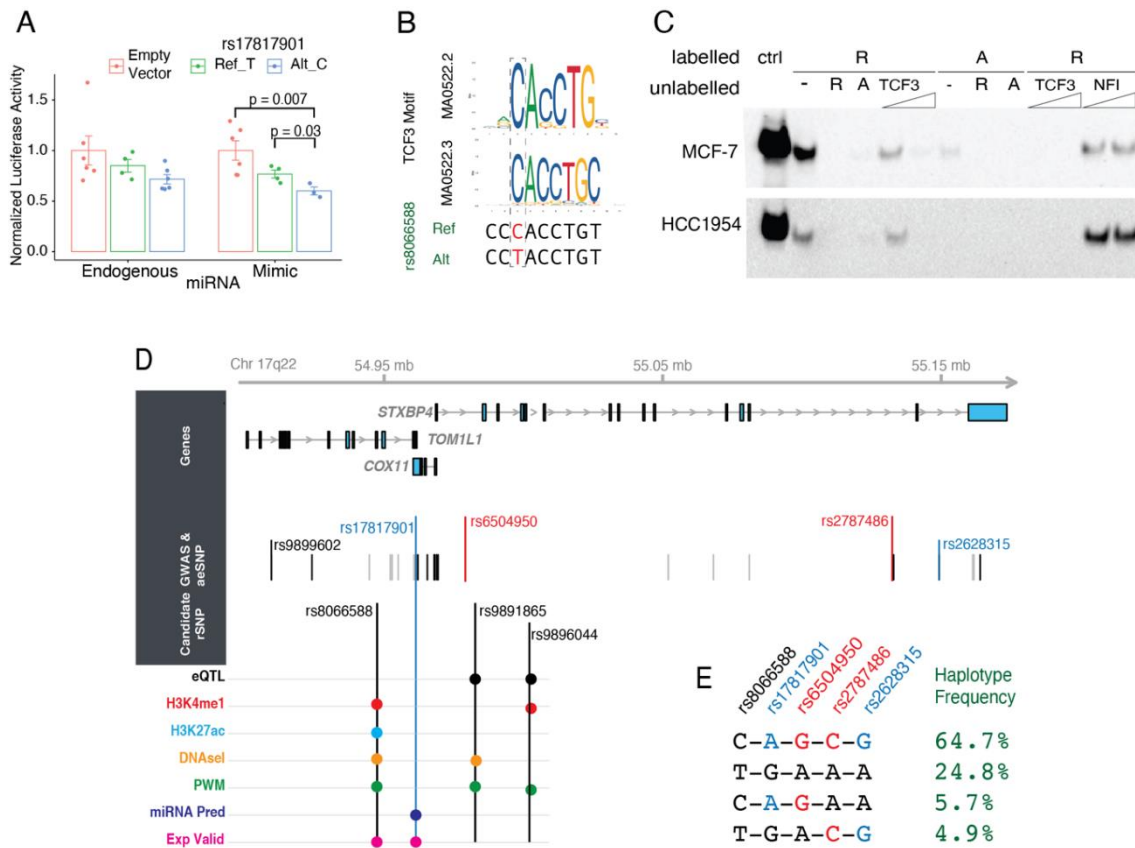 A
rs17817901
Empty Vector
Ref_T
Alt_C
Normalized Luciferase Activity
1.5
1.0
0.5
0.0
p = 0.007
p = 0.03
Endogenous
Mimic
miRNA
B
TCF3 Motif
MA0522.2
CACCTG
MA0522.3
CACCTGC
rs8066588
Ref
CCCACCTGT
Alt
CCTACCTGT
C
labelled ctrl R A R
unlabelled - R A TCF3 - R A TCF3 NFI
MCF-7
HCC1954
D
Chr 17q22
54.95 mb
55.05 mb
55.15 mb
Genes
STXBP4
TOM1L1
COX11
GWAS & aeSNP
rs17817901
rs6504950
rs2787486
rs9899602
rs2628315
Candidate rSNP
rs8066588
rs9891865
rs9896044
eQTL
H3K4me1
H3K27ac
DNAseI
PWM
miRNA Pred
Exp Valid
E
rs8066588
rs17817901
rs6504950
rs2787486
rs2628315
Haplotype
Frequency
C-A-G-C-G 64.7%
T-G-A-A-A 24.8%
C-A-G-A-A 5.7%
T-G-A-C-G 4.9%